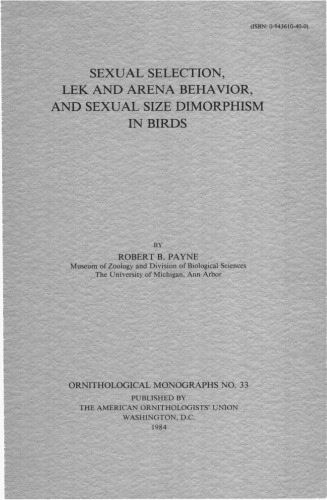 (ISBN: 0-943610-40-0)
SEXUAL SELECTION,
LEK AND ARENA BEHAVIOR,
AND SEXUAL SIZE DIMORPHISM
IN BIRDS
BY
ROBERT B. PAYNE
Museum of Zoology and Division of Biological Sciences
The University of Michigan, Ann Arbor
ORNITHOLOGICAL MONOGRAPHS NO. 33
PUBLISHED BY
THE AMERICAN ORNITHOLOGISTS' UNION
WASHINGTON, D.C.
1984